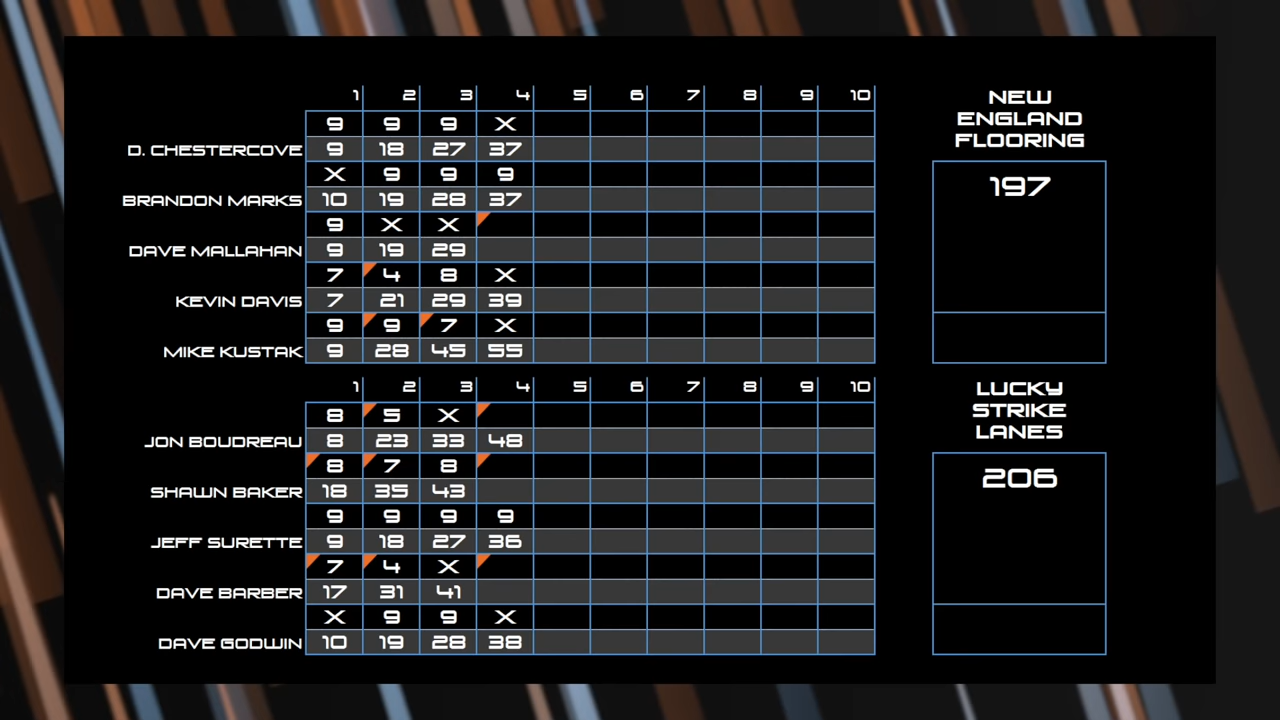 1 2 3 4 5 6 7 8 9 10
9 9 9 X
D. CHESTERCOVE 9 18 27 37
X 9 9 9
BRANDON MARKS 10 19 28 37
9 X X
DAVE MALLAHAN 9 19 29
7 4 8 X
KEVIN DAVIS 7 21 29 39
9 9 7 X
MIKE KUSTAK 9 28 45 55
NEW
ENGLAND
FLOORING
197
1 2 3 4 5 6 7 8 9 10
8 5 X
JON BOUDREAU 8 23 33 48
8 7 8
SHAWN BAKER 18 35 43
9 9 9 9
JEFF SURETTE 9 18 27 36
7 4 X
DAVE BARBER 17 31 41
X 9 9 X
DAVE GODWIN 10 19 28 38
LUCKY
STRIKE
LANES
206